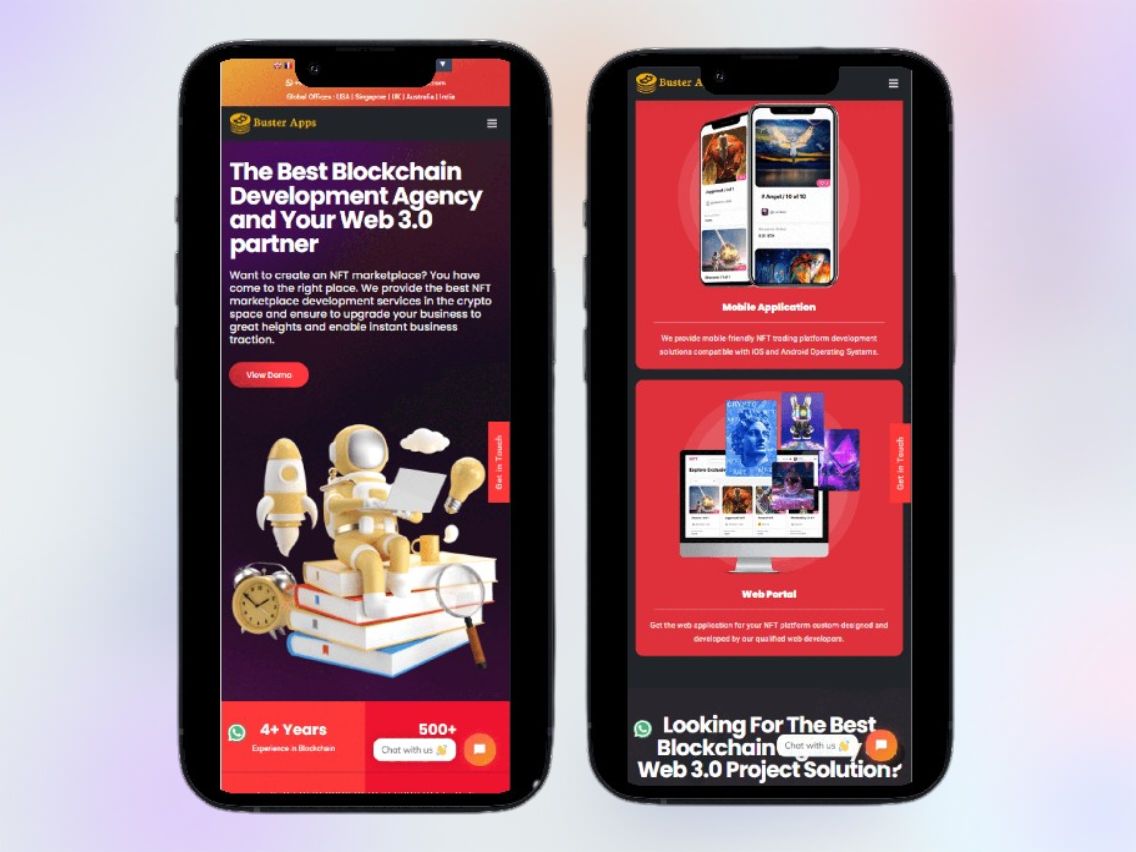 Global Offices : USA | Singapore | UK | Australia | India
Buster Apps
The Best Blockchain
Development Agency
and Your Web 3.0
partner
Want to create an NFT marketplace? You have
come to the right place. We provide the best NFT
marketplace development services in the crypto
space and ensure to upgrade your business to
great heights and enable instant business
traction.
View Demo
Get in Touch
4+ Years
Experience in Blockchain
500+
Chat with us 👋
Buster A
Mobile Application
We provide mobile-friendly NFT trading platform development
solutions compatible with iOS and Android Operating Systems.
CRYPTO
Web Portal
Get the web application for your NFT platform custom-designed and
developed by our qualified web developers.
Get in Touch
Looking For The Best
Blockchain
Chat with us 👋
Web 3.0 Project Solution?